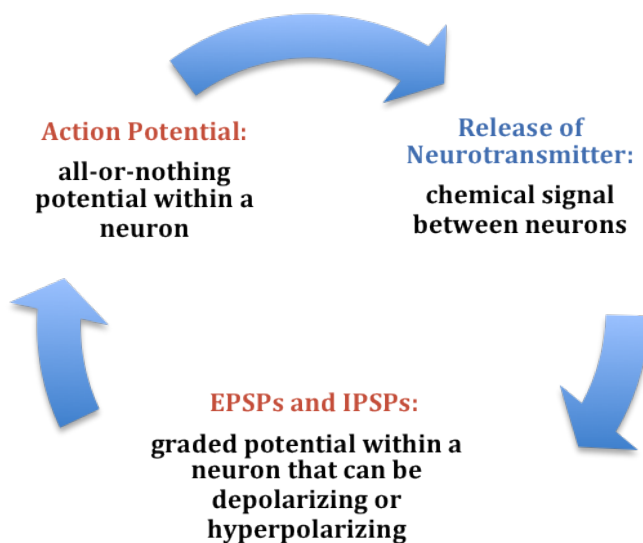 Action Potential:
all-or-nothing
potential within a
neuron
Release of
Neurotransmitter:
chemical signal
between neurons
EPSPs and IPSPs:
graded potential within a
neuron that can be
depolarizing or
hyperpolarizing